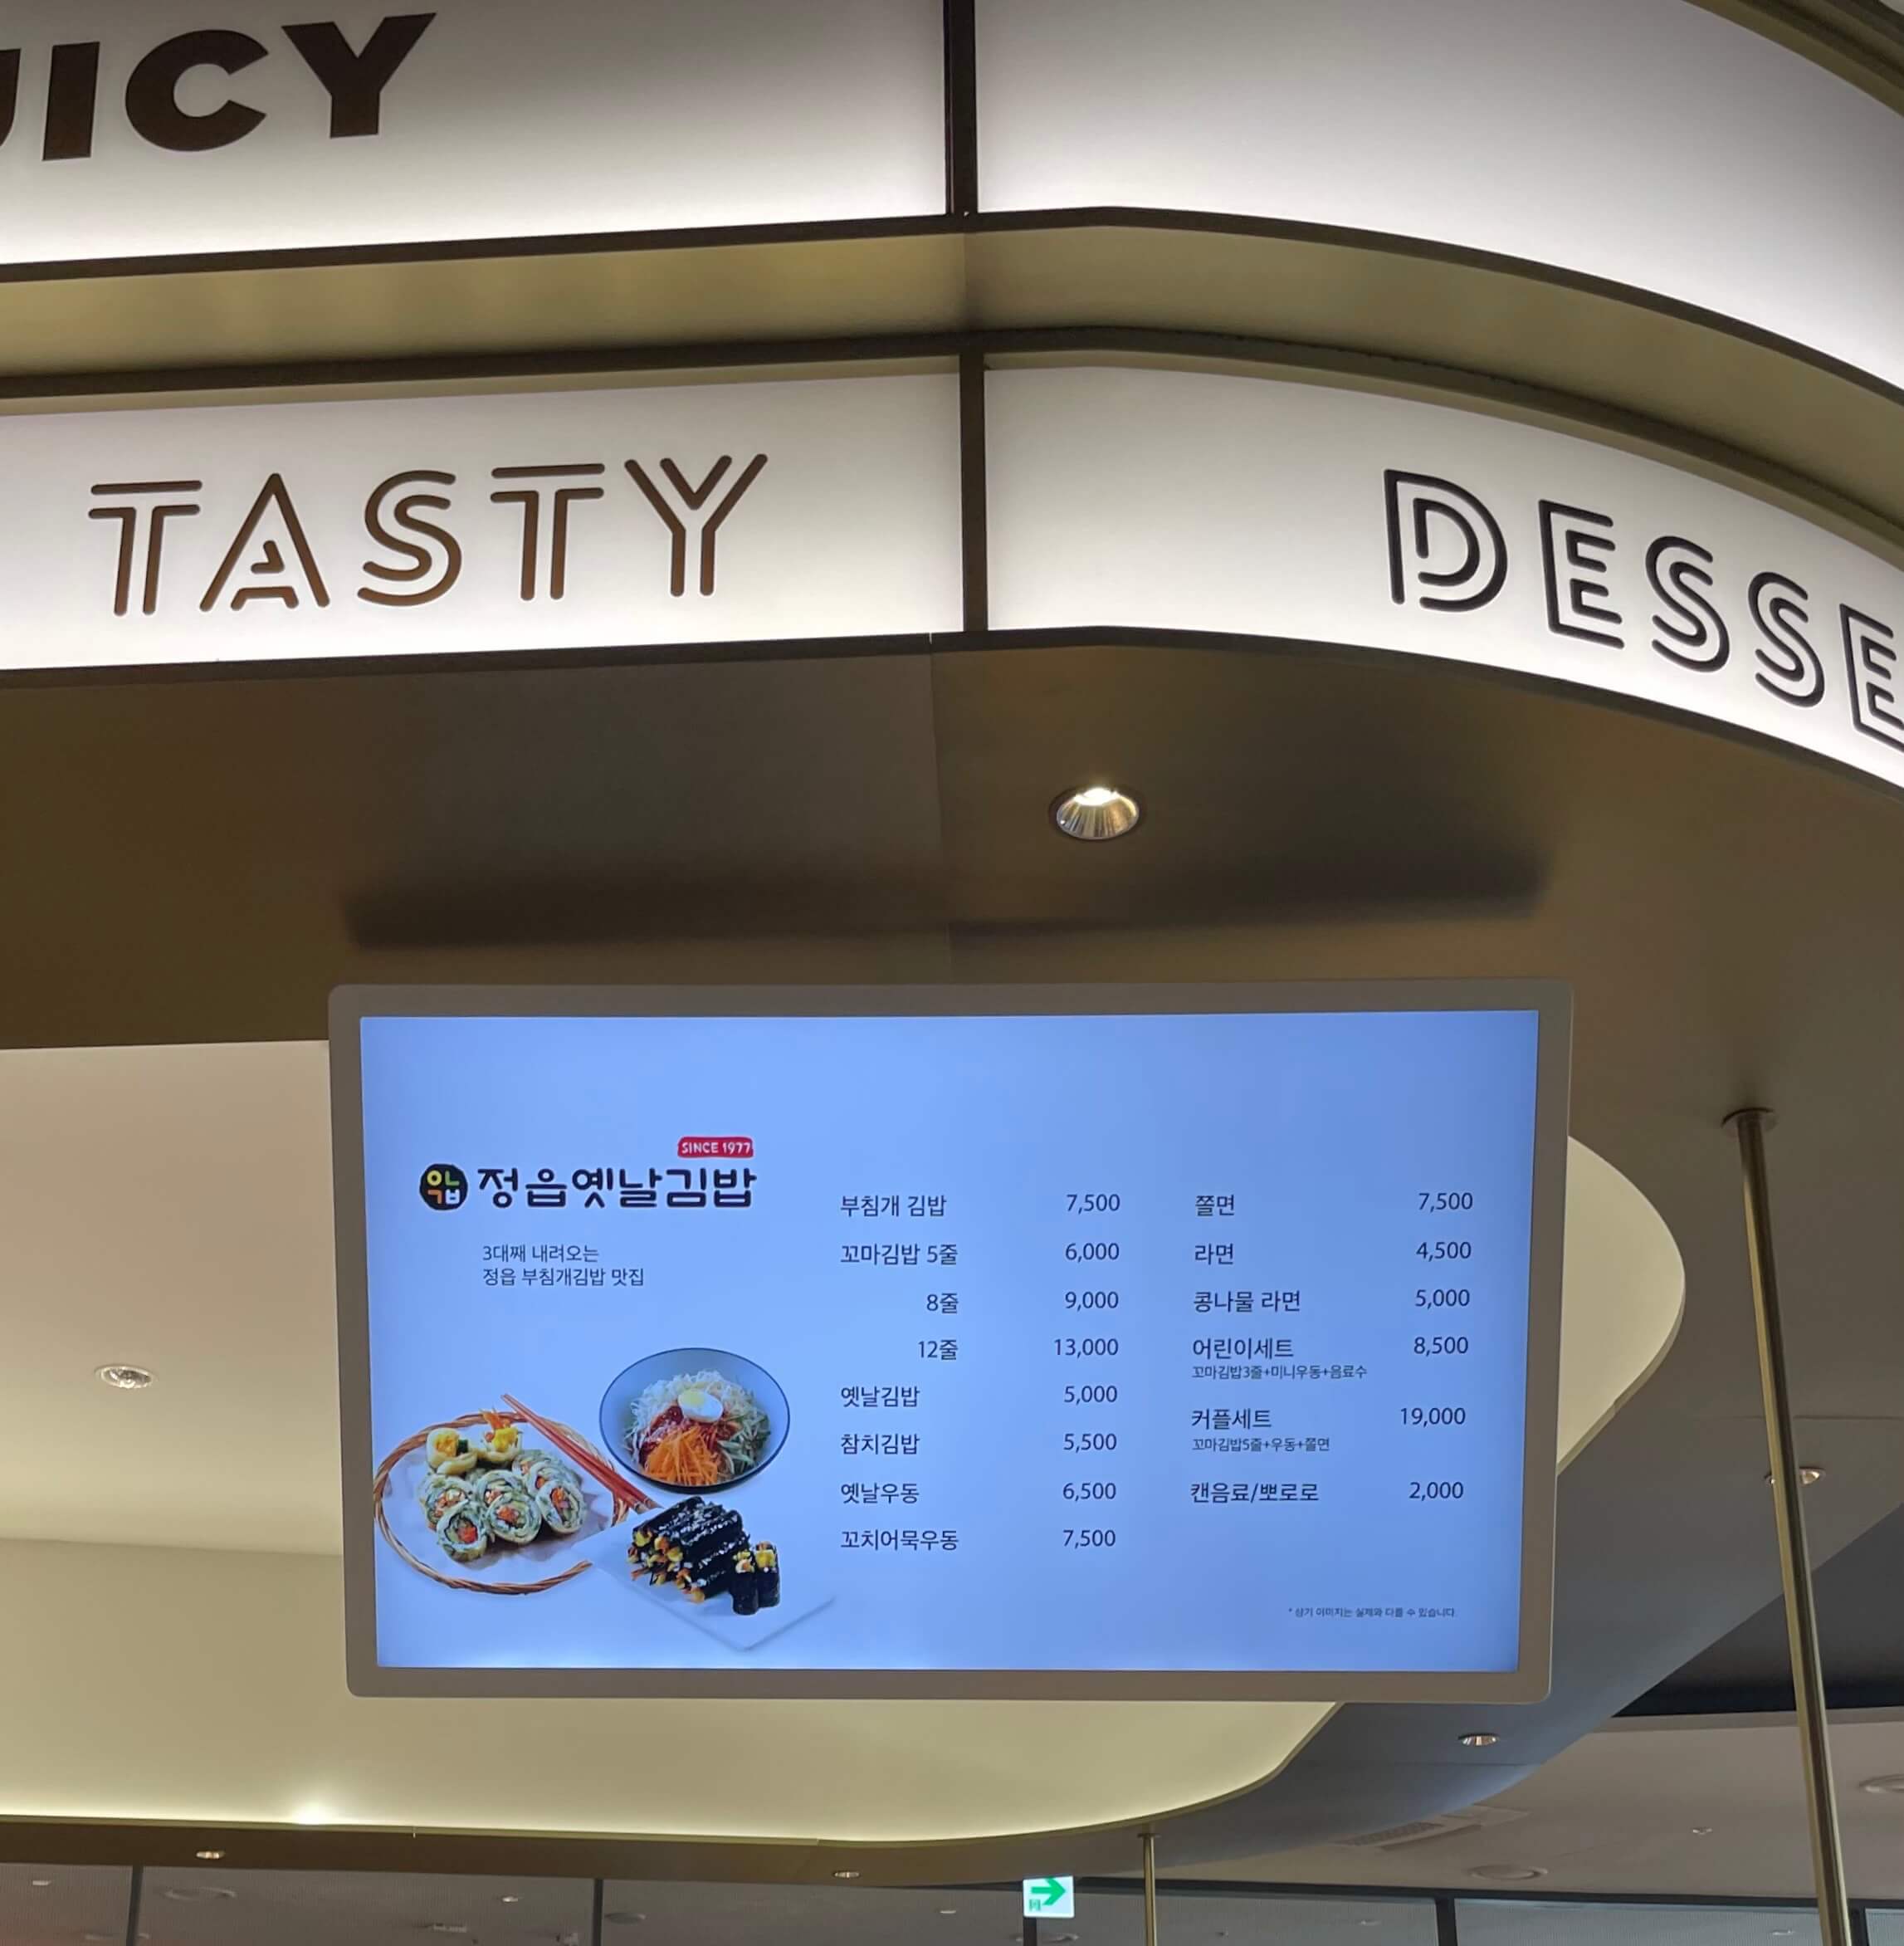 UICY
TASTY
DESSE
SINCE 1977
옛날김밥
정읍옛날김밥
3대째 내려오는
정읍 부침개김밥 맛집
부침개 김밥 7,500
꼬마김밥 5줄 6,000
8줄 9,000
12줄 13,000
옛날김밥 5,000
참치김밥 5,500
옛날우동 6,500
꼬치어묵우동 7,500
쫄면 7,500
라면 4,500
콩나물 라면 5,000
어린이세트 8,500
꼬마김밥3줄+미니우동+음료수
커플세트 19,000
꼬마김밥5줄+우동+쫄면
캔음료/뽀로로 2,000
* 상기 이미지는 실제와 다를 수 있습니다.